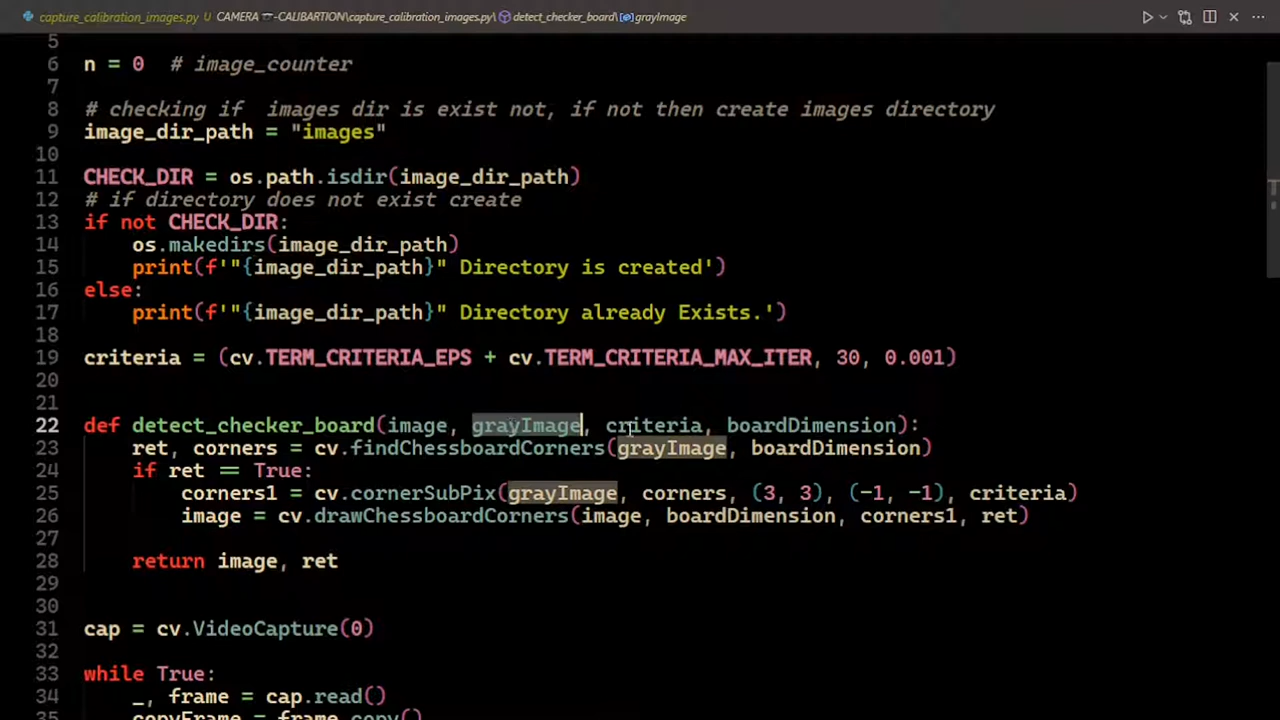 capture_calibration_images.py U CAMERA -CALIBARTION\capture_calibration_images.py\detect_checker_board\grayImage
5
6 n = 0 # image_counter
7
8 # checking if images dir is exist not, if not then create images directory
9 image_dir_path = "images"
10
11 CHECK_DIR = os.path.isdir(image_dir_path)
12 # if directory does not exist create
13 if not CHECK_DIR:
14 os.makedirs(image_dir_path)
15 print(f'"{image_dir_path}" Directory is created')
16 else:
17 print(f'"{image_dir_path}" Directory already Exists.')
18
19 criteria = (cv.TERM_CRITERIA_EPS + cv.TERM_CRITERIA_MAX_ITER, 30, 0.001)
20
21
22 def detect_checker_board(image, grayImage, criteria, boardDimension):
23 ret, corners = cv.findChessboardCorners(grayImage, boardDimension)
24 if ret == True:
25 corners1 = cv.cornerSubPix(grayImage, corners, (3, 3), (-1, -1), criteria)
26 image = cv.drawChessboardCorners(image, boardDimension, corners1, ret)
27
28 return image, ret
29
30
31 cap = cv.VideoCapture(0)
32
33 while True:
34 _, frame = cap.read()
35 copyFrame = frame.copy()